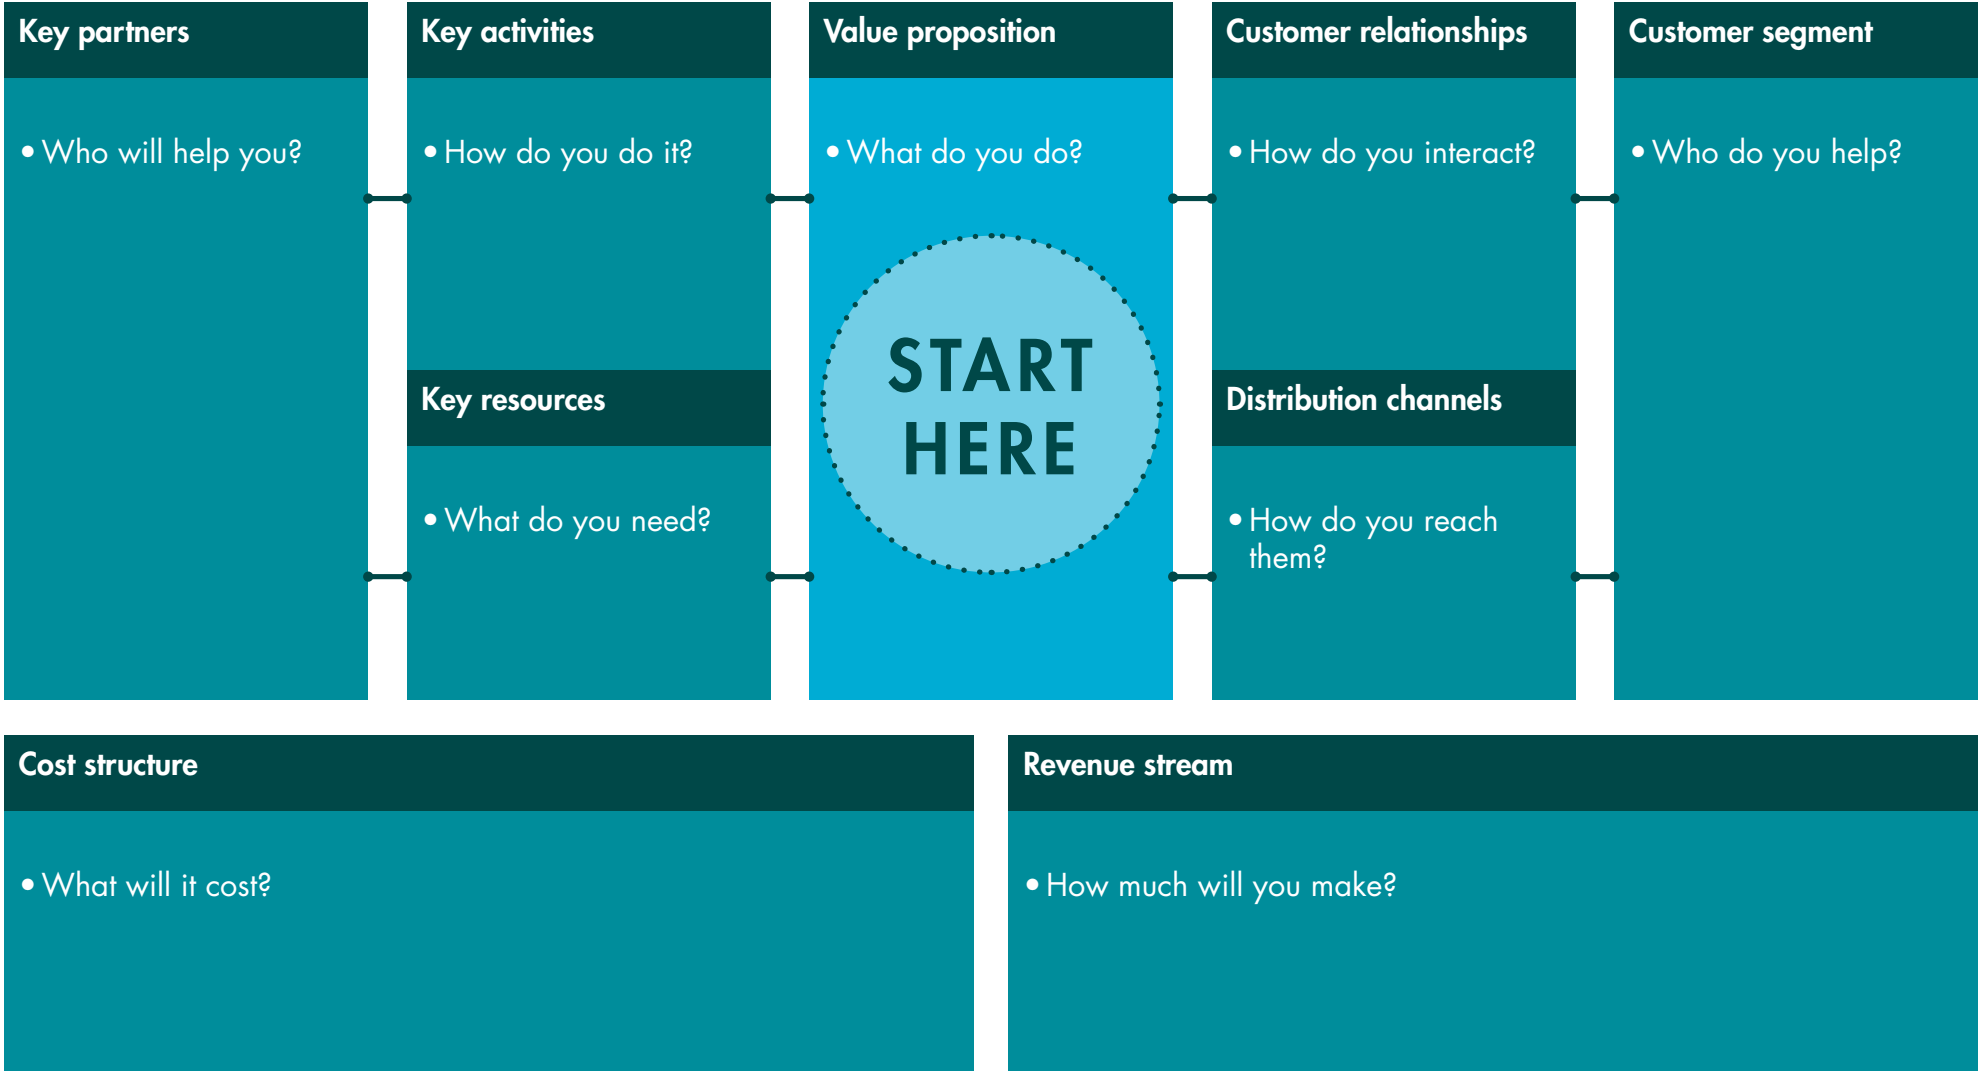 Key partners
• Who will help you?
Key activities
• How do you do it?
Key resources
• What do you need?
Value proposition
• What do you do?
START
HERE
Customer relationships
• How do you interact?
Distribution channels
• How do you reach
them?
Customer segment
• Who do you help?
Cost structure
• What will it cost?
Revenue stream
• How much will you make?